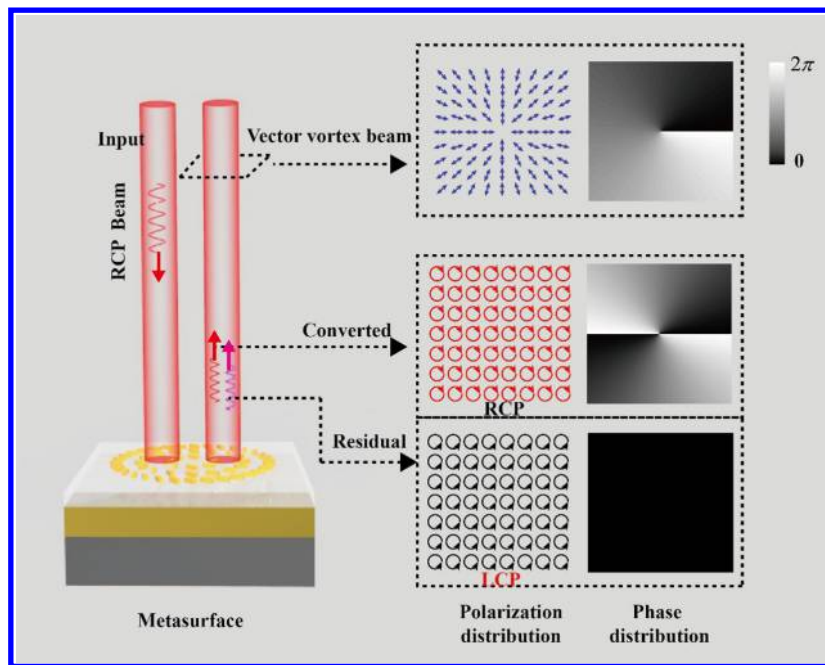 Input
RCP Beam
Vector vortex beam
2π
0
Converted
RCP
Residual
LCP
Metasurface
Polarization
distribution
Phase
distribution